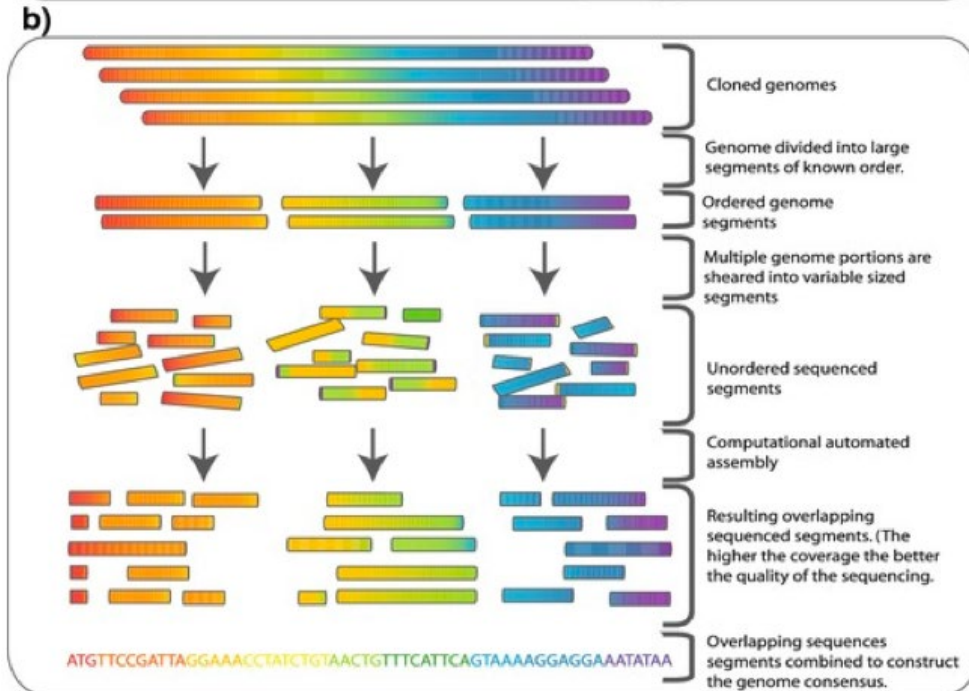 b)
Cloned genomes
Genome divided into large
segments of known order.
Ordered genome
segments
Multiple genome portions are
sheared into variable sized
segments
Unordered sequenced
segments
Computational automated
assembly
Resulting overlapping
sequenced segments. (The
higher the coverage the better
the quality of the sequencing.
ATGTTCCGATTAGGAAACCTATCTGTAACTGTTTCATTCAGTAAAAGGAGGAAATATAA
Overlapping sequences
segments combined to construct
the genome consensus.